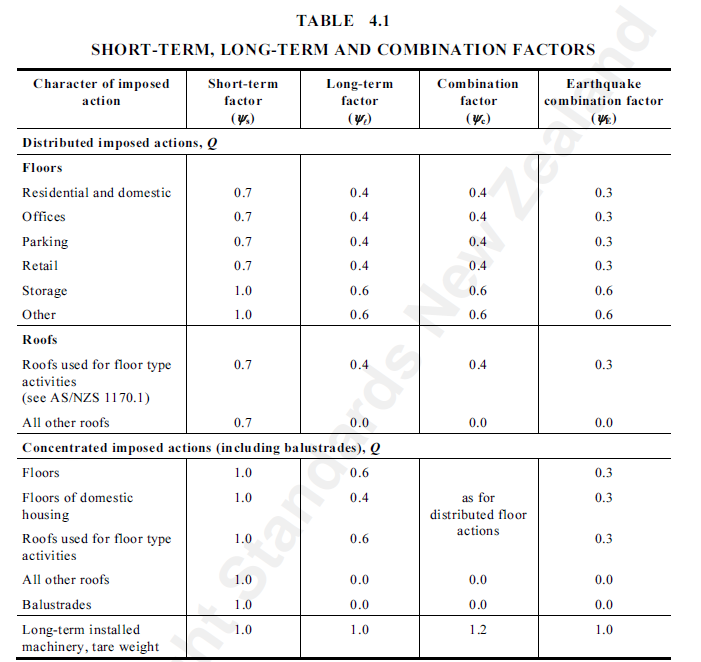 TABLE 4.1
SHORT-TERM, LONG-TERM AND COMBINATION FACTORS
Character of imposed action | Short-term factor (ψs) | Long-term factor (ψℓ) | Combination factor (ψc) | Earthquake combination factor (ψE)
Distributed imposed actions, Q
Floors
Residential and domestic 0.7 0.4 0.4 0.3
Offices 0.7 0.4 0.4 0.3
Parking 0.7 0.4 0.4 0.3
Retail 0.7 0.4 0.4 0.3
Storage 1.0 0.6 0.6 0.6
Other 1.0 0.6 0.6 0.6
Roofs
Roofs used for floor type 0.7 0.4 0.4 0.3
activities
(see AS/NZS 1170.1)
All other roofs 0.7 0.0 0.0 0.0
Concentrated imposed actions (including balustrades), Q
Floors 1.0 0.6 0.3
Floors of domestic 1.0 0.4 as for 0.3
housing distributed floor
actions
Roofs used for floor type 1.0 0.6 0.3
activities
All other roofs 1.0 0.0 0.0 0.0
Balustrades 1.0 0.0 0.0 0.0
Long-term installed 1.0 1.0 1.2 1.0
machinery, tare weight
ht Standards New Zealand